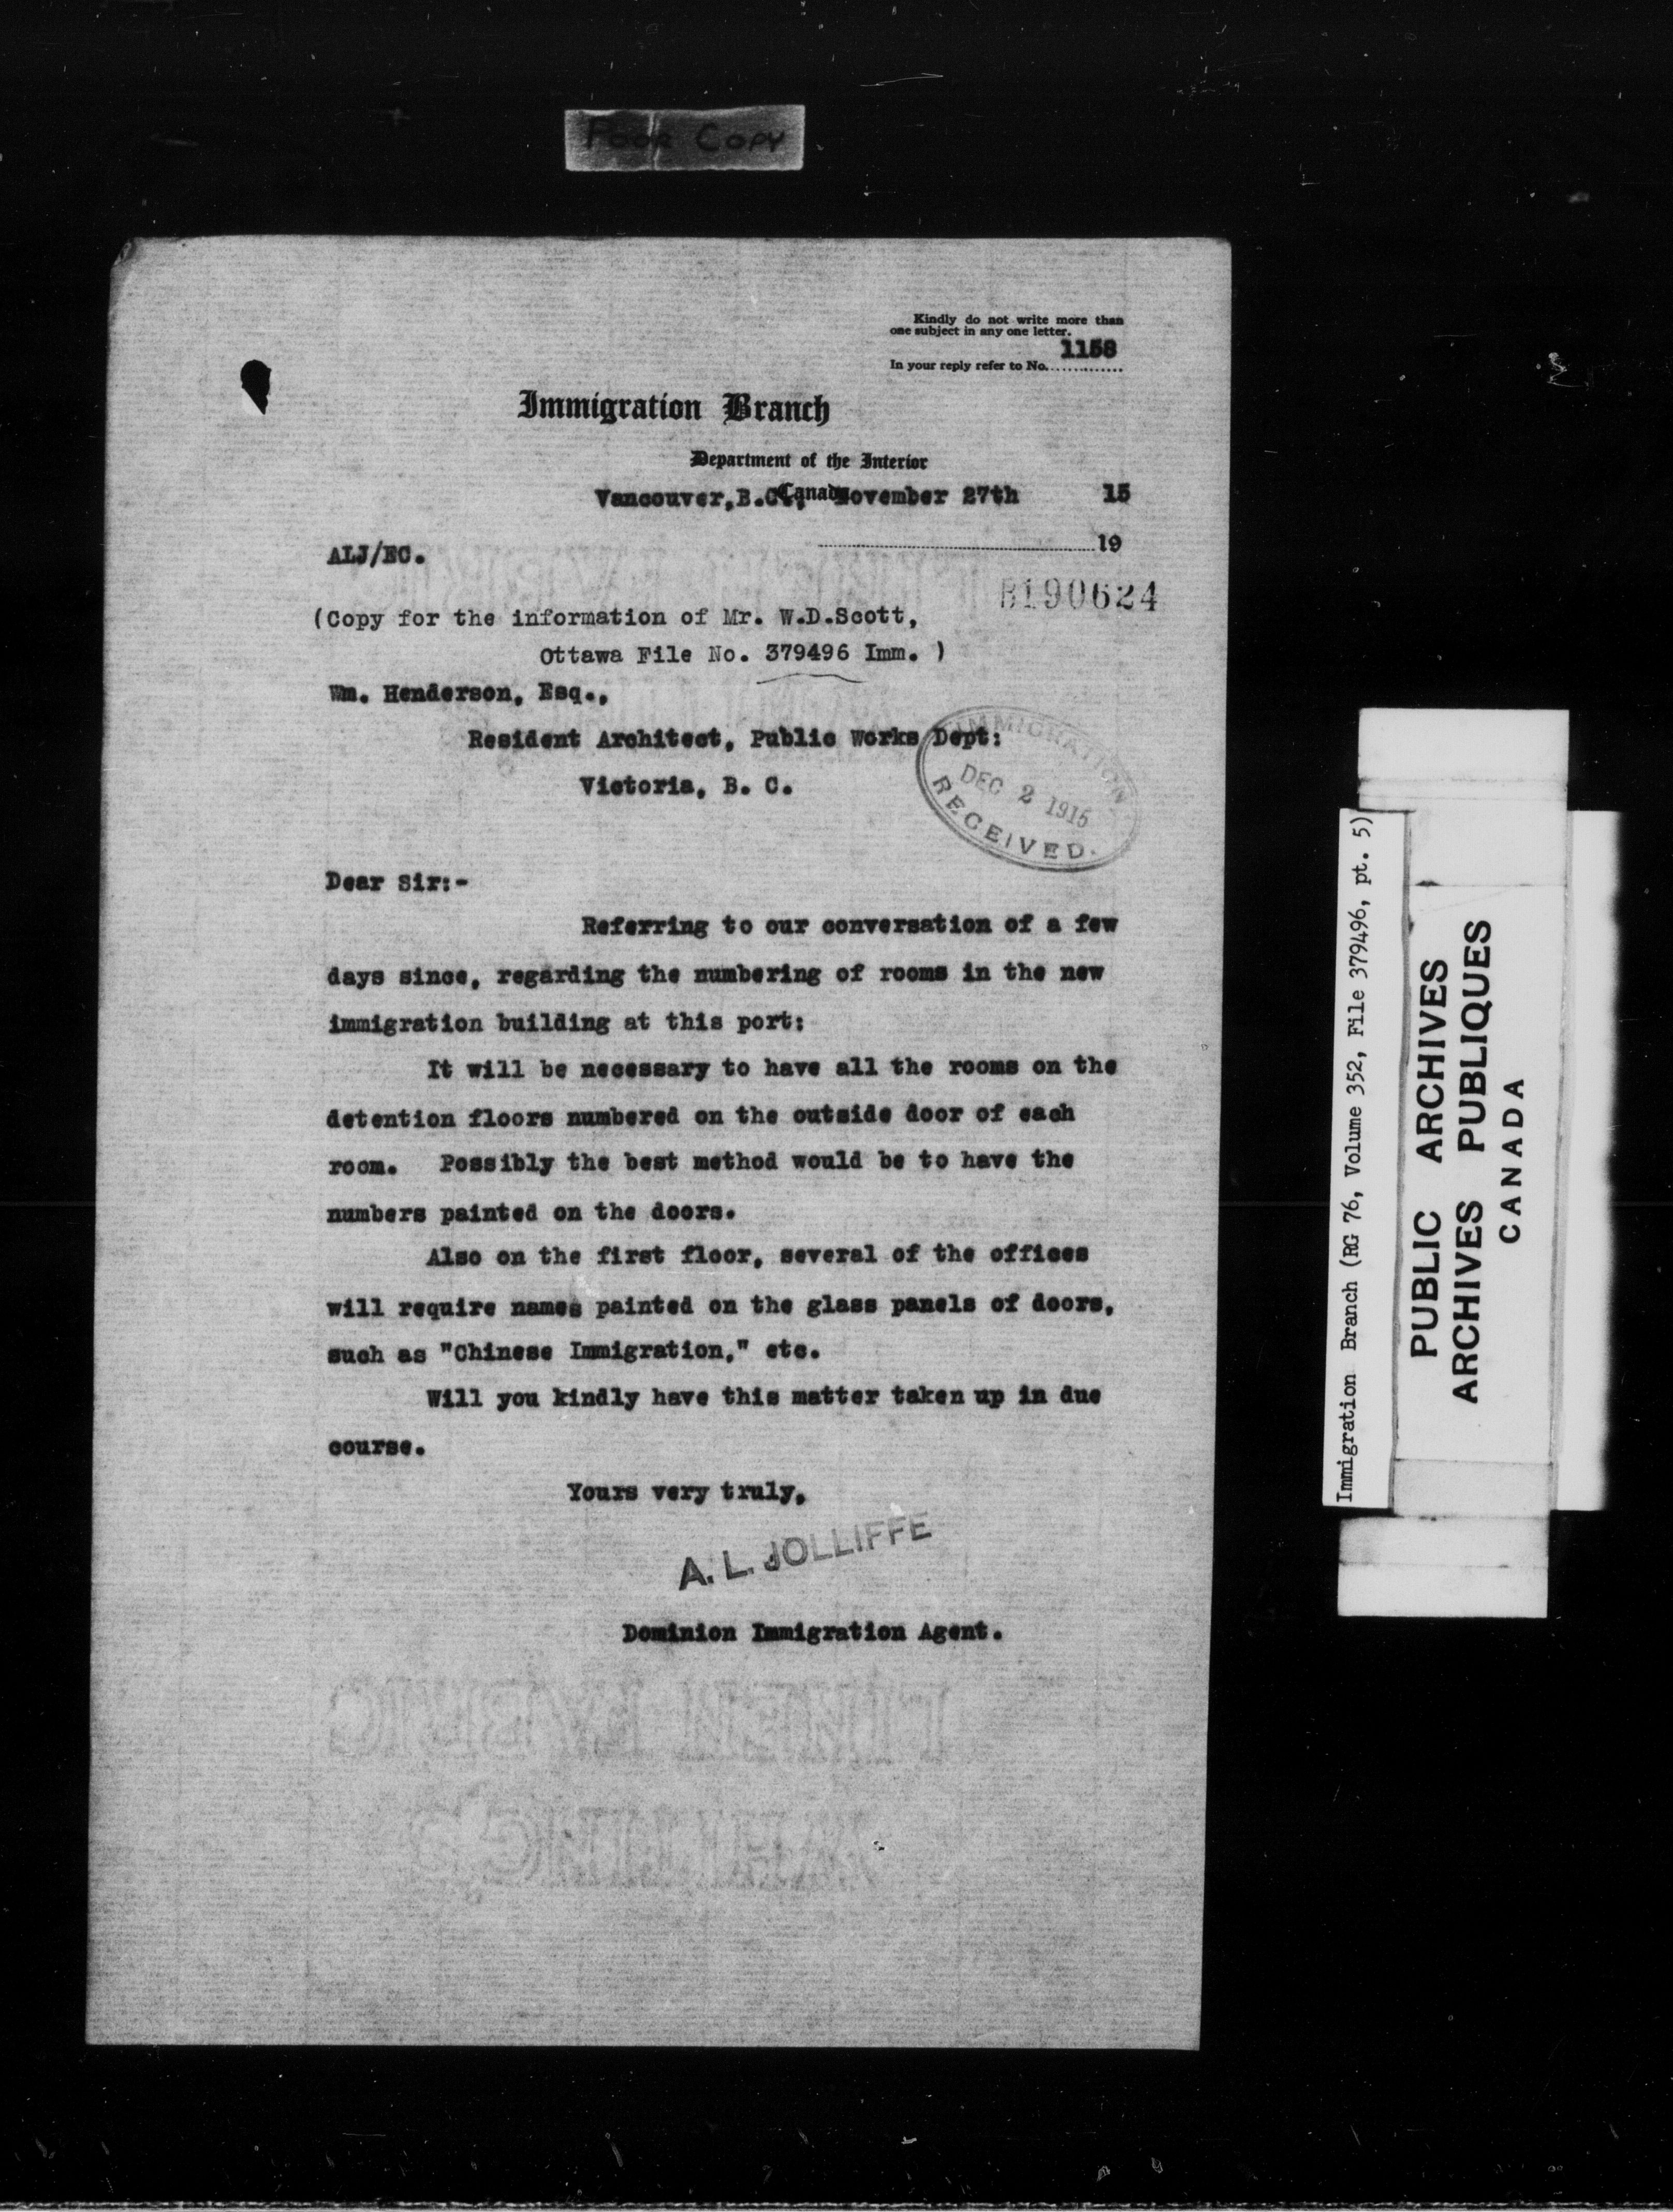 Poor Copy
Kindly do not write more than
one subject in any one letter.
1158
In your reply refer to No..............
Immigration Branch
Department of the Interior
Canada
Vancouver,B.C., November 27th 15
19
ALJ/EC.
B190624
(Copy for the information of Mr. W.D.Scott,
Ottawa File No. 379496 Imm. )
Wm. Henderson, Esq.,
Resident Architect, Public Works Dept:
Victoria, B. C.
IMMIGRATION
DEC 2 1915
RECEIVED.
Dear Sir:-
Referring to our conversation of a few
days since, regarding the numbering of rooms in the new
immigration building at this port:
It will be necessary to have all the rooms on the
detention floors numbered on the outside door of each
room. Possibly the best method would be to have the
numbers painted on the doors.
Also on the first floor, several of the offices
will require names painted on the glass panels of doors,
such as "Chinese Immigration," etc.
Will you kindly have this matter taken up in due
course.
Yours very truly,
A. L. JOLLIFFE
Dominion Immigration Agent.
Immigration Branch (RG 76, Volume 352, File 379496, pt. 5)
PUBLIC ARCHIVES
ARCHIVES PUBLIQUES
CANADA